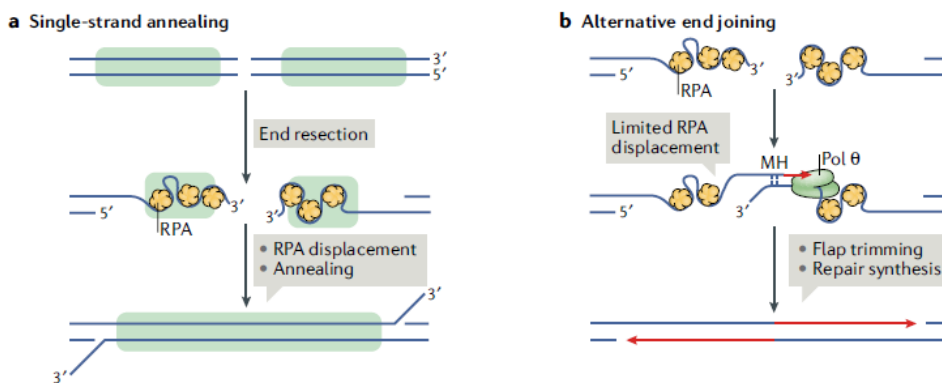 a Single-strand annealing
3′
5′
End resection
5′
RPA
3′
3′
• RPA displacement
• Annealing
3′
3′
b Alternative end joining
5′
RPA
3′
3′
Limited RPA
displacement
MH
Pol θ
5′
3′
• Flap trimming
• Repair synthesis